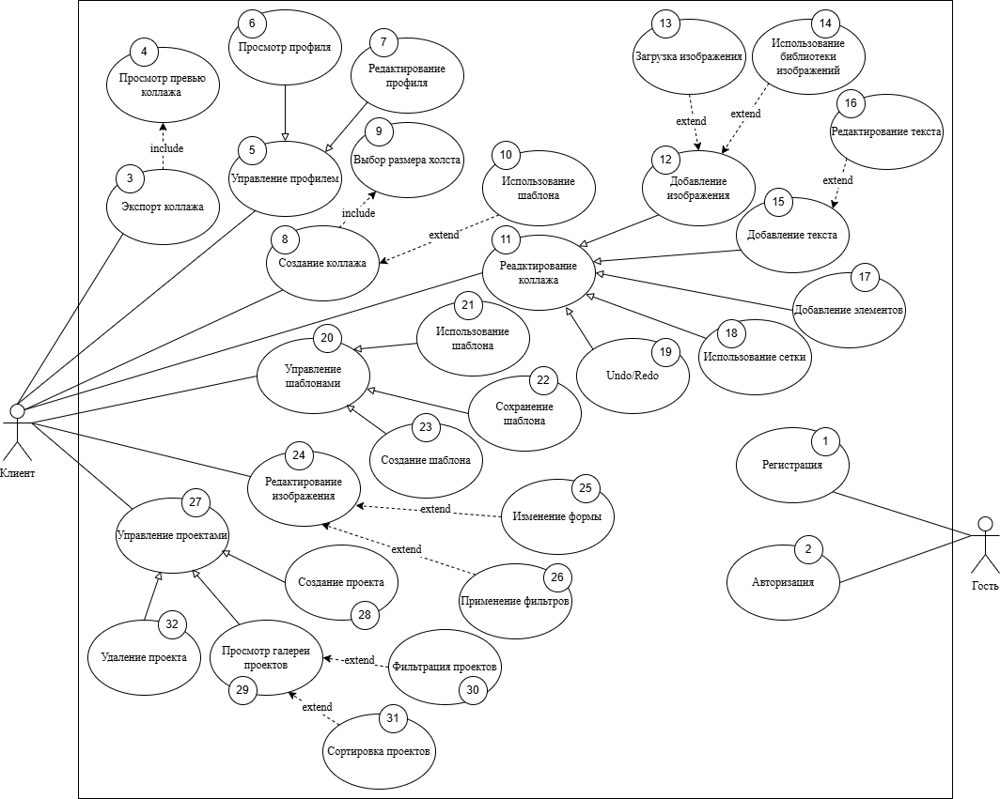 6
Просмотр профиля
7
Редактирование
профиля
4
Просмотр превью
коллажа
include
3
Экспорт коллажа
5
Управление профилем
9
Выбор размера холста
include
8
Создание коллажа
10
Использование
шаблона
extend
13
Загрузка изображения
14
Использование
библиотеки
изображений
extend
extend
16
Редактирование текста
extend
12
Добавление
изображения
15
Добавление текста
11
Реадктирование
коллажа
17
Добавление элементов
18
Использование сетки
19
Undo/Redo
21
Использование
шаблона
20
Управление
шаблонами
22
Сохранение
шаблона
23
Создание шаблона
Клиент
1
Регистрация
2
Авторизация
Гость
24
Редактирование
изображения
25
Изменение формы
extend
extend
26
Применение фильтров
27
Управление проектами
Создание проекта
28
32
Удаление проекта
Просмотр галереи
проектов
29
extend
Фильтрация проектов
30
extend
31
Сортировка проектов